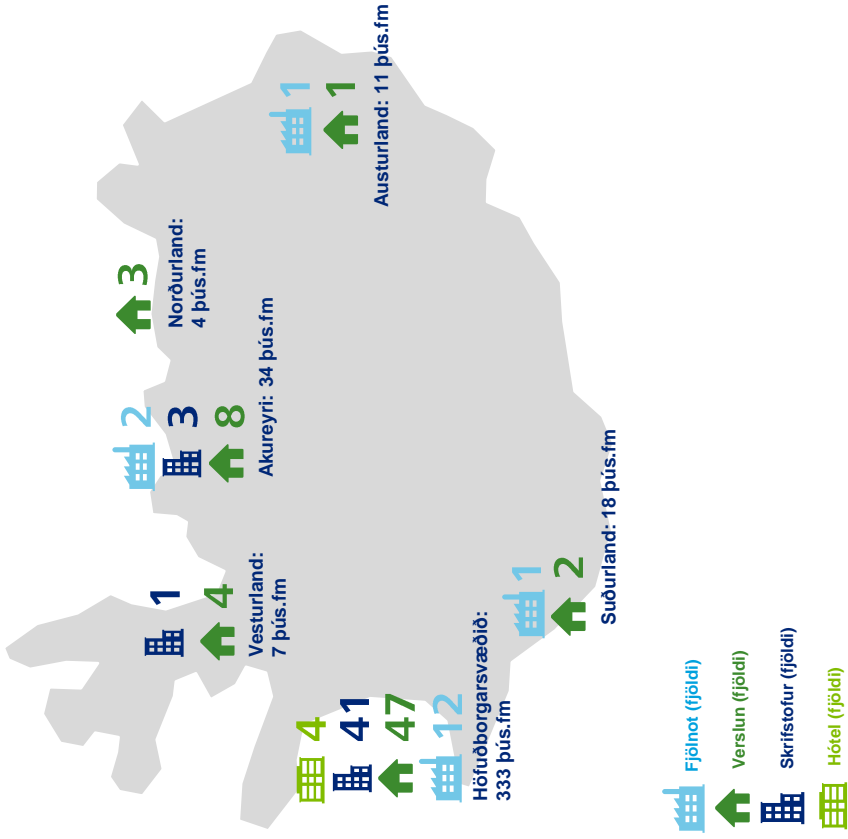 1
4
Vesturland:
7 þús.fm
2
3
8
Akureyri: 34 þús.fm
3
Norðurland:
4 þús.fm
1
1
Austurland: 11 þús.fm
4
41
47
12
Höfuðborgarsvæðið:
333 þús.fm
1
2
Suðurland: 18 þús.fm
Fjölnot (fjöldi)
Verslun (fjöldi)
Skrifstofur (fjöldi)
Hótel (fjöldi)